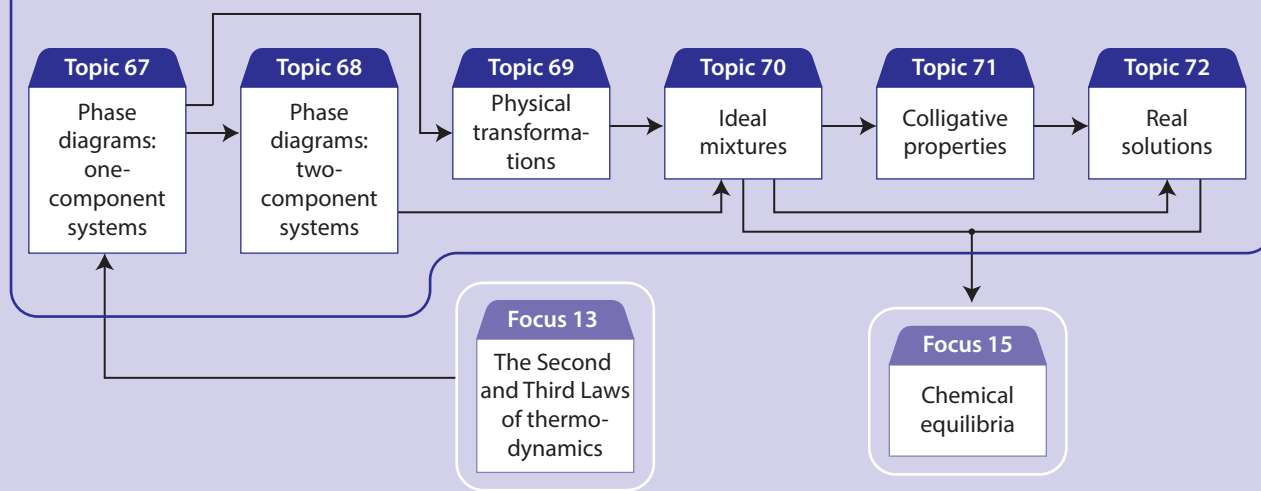 Topic 67
Phase
diagrams:
one-
component
systems
Topic 68
Phase
diagrams:
two-
component
systems
Topic 69
Physical
transforma-
tions
Topic 70
Ideal
mixtures
Topic 71
Colligative
properties
Topic 72
Real
solutions
Focus 13
The Second
and Third Laws
of thermo-
dynamics
Focus 15
Chemical
equilibria